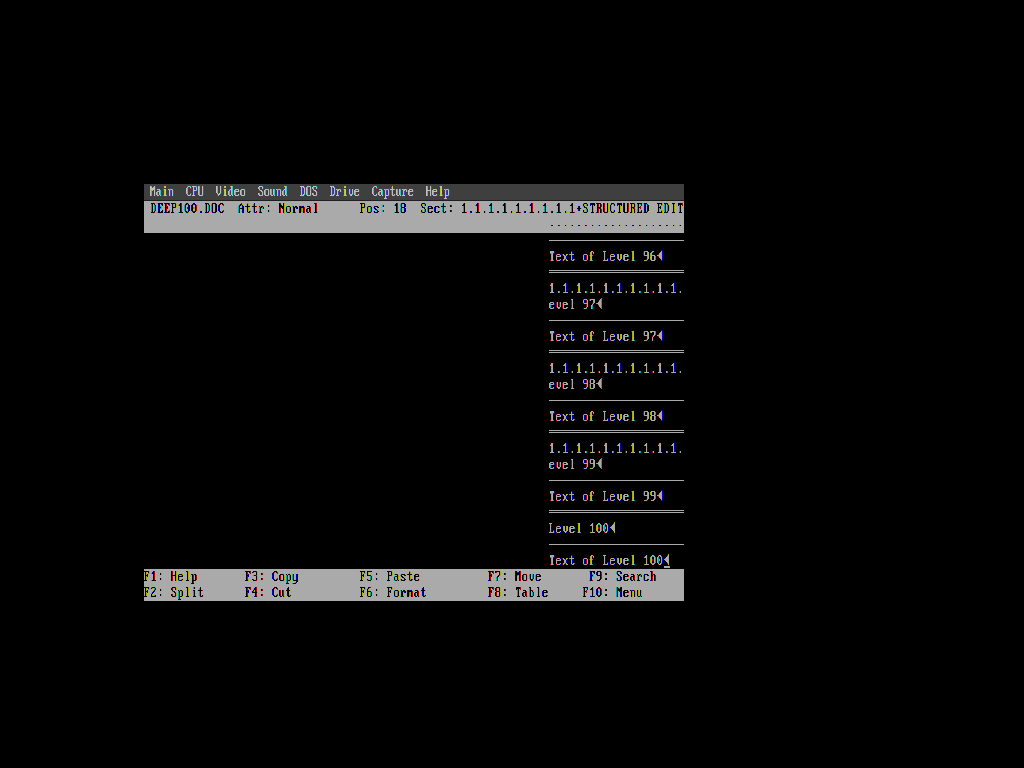 Main CPU Video Sound DOS Drive Capture Help
DEEP100.DOC Attr: Normal Pos: 18 Sect: 1.1.1.1.1.1.1.1.1+STRUCTURED EDIT
Text of Level 96◄
1.1.1.1.1.1.1.1.1.1.
evel 97◄
Text of Level 97◄
1.1.1.1.1.1.1.1.1.1.
evel 98◄
Text of Level 98◄
1.1.1.1.1.1.1.1.1.1.
evel 99◄
Text of Level 99◄
Level 100◄
Text of Level 100◄
F1: Help F3: Copy F5: Paste F7: Move F9: Search
F2: Split F4: Cut F6: Format F8: Table F10: Menu